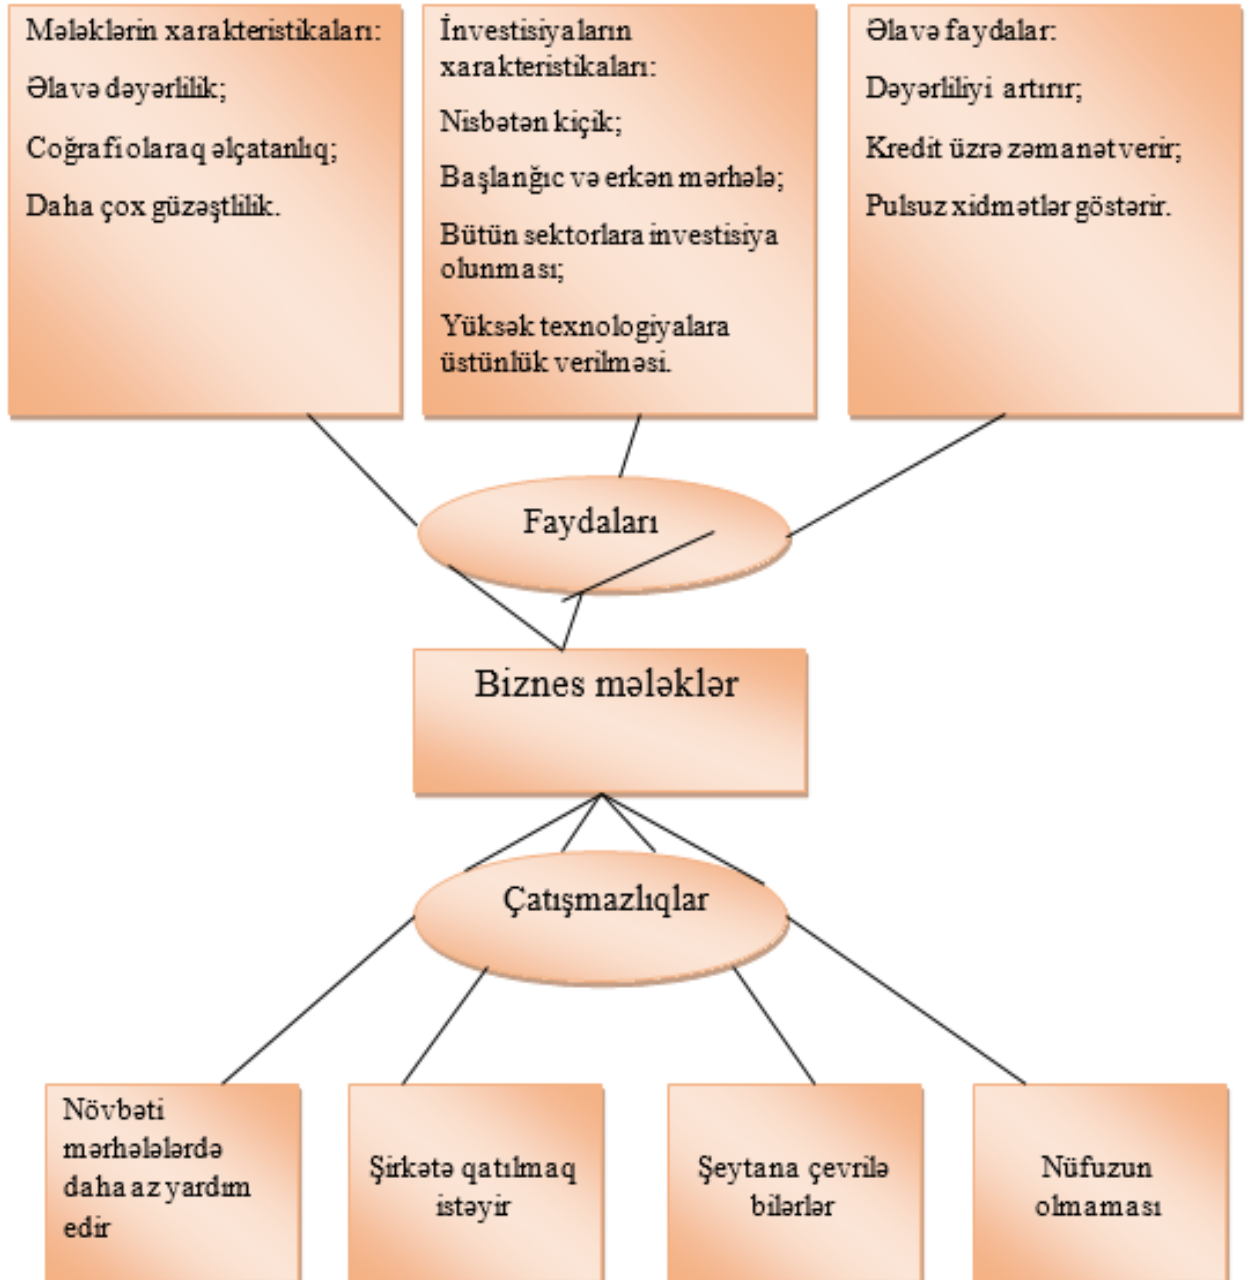 Mələklərin xarakteristikaları:
Əlavə dəyərlilik;
Coğrafi olaraq əlçatanlıq;
Daha çox güzəştlilik.
İnvestisiyaların
xarakteristikaları:
Nisbətən kiçik;
Başlanğıc və erkən mərhələ;
Bütün sektorlara investisiya
olunması;
Yüksək texnologiyalara
üstünlük verilməsi.
Əlavə faydalar:
Dəyərliliyi artırır;
Kredit üzrə zəmanət verir;
Pulsuz xidmətlər göstərir.
Faydaları
Biznes mələklər
Çatışmazlıqlar
Növbəti
mərhələlərdə
daha az yardım
edir
Şirkətə qatılmaq
istəyir
Şeytana çevrilə
bilərlər
Nüfuzun
olmaması